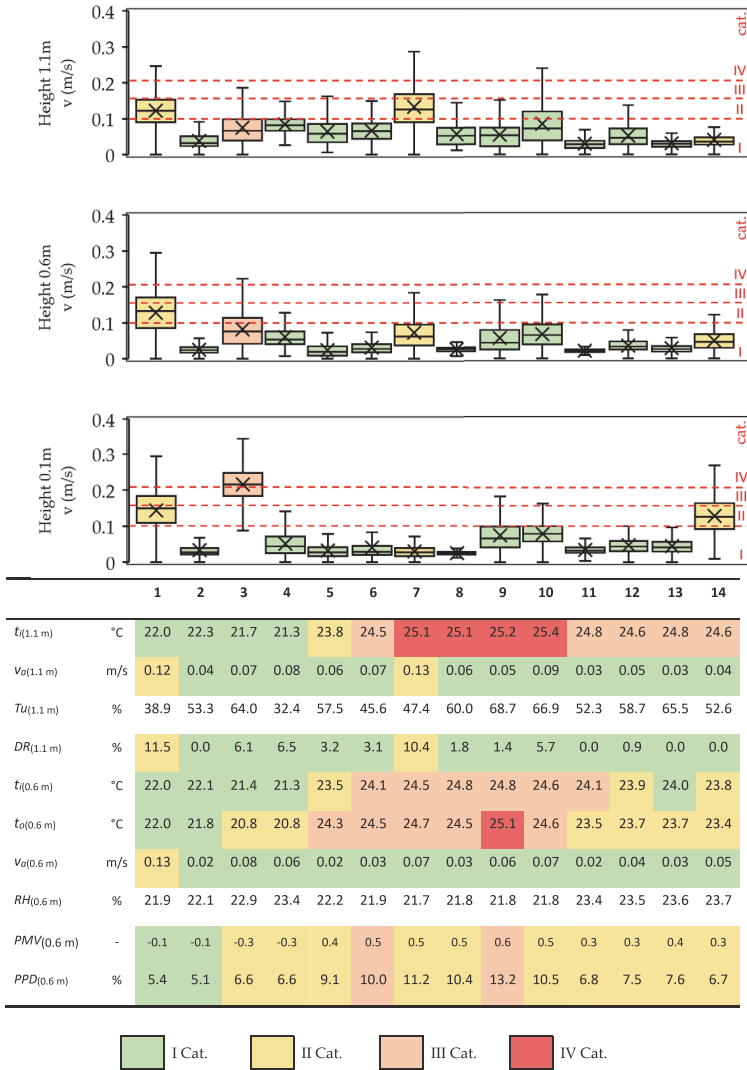 0.4
0.3
0.2
0.1
0
Height 1.1m
v (m/s)
cat.
IV
III
II
I
0.4
0.3
0.2
0.1
0
Height 0.6m
v (m/s)
cat.
IV
III
II
I
0.4
0.3
0.2
0.1
0
Height 0.1m
v (m/s)
cat.
IV
III
II
I
1 2 3 4 5 6 7 8 9 10 11 12 13 14
ti(1.1 m) °C 22.0 22.3 21.7 21.3 23.8 24.5 25.1 25.1 25.2 25.4 24.8 24.6 24.8 24.6
va(1.1 m) m/s 0.12 0.04 0.07 0.08 0.06 0.07 0.13 0.06 0.05 0.09 0.03 0.05 0.03 0.04
Tu(1.1 m) % 38.9 53.3 64.0 32.4 57.5 45.6 47.4 60.0 68.7 66.9 52.3 58.7 65.5 52.6
DR(1.1 m) % 11.5 0.0 6.1 6.5 3.2 3.1 10.4 1.8 1.4 5.7 0.0 0.9 0.0 0.0
ti(0.6 m) °C 22.0 22.1 21.4 21.3 23.5 24.1 24.5 24.8 24.8 24.6 24.1 23.9 24.0 23.8
to(0.6 m) °C 22.0 21.8 20.8 20.8 24.3 24.5 24.7 24.5 25.1 24.6 23.5 23.7 23.7 23.4
va(0.6 m) m/s 0.13 0.02 0.08 0.06 0.02 0.03 0.07 0.03 0.06 0.07 0.02 0.04 0.03 0.05
RH(0.6 m) % 21.9 22.1 22.9 23.4 22.2 21.9 21.7 21.8 21.8 21.8 23.4 23.5 23.6 23.7
PMV(0.6 m) - -0.1 -0.1 -0.3 -0.3 0.4 0.5 0.5 0.5 0.6 0.5 0.3 0.3 0.4 0.3
PPD(0.6 m) % 5.4 5.1 6.6 6.6 9.1 10.0 11.2 10.4 13.2 10.5 6.8 7.5 7.6 6.7
I Cat. II Cat. III Cat. IV Cat.